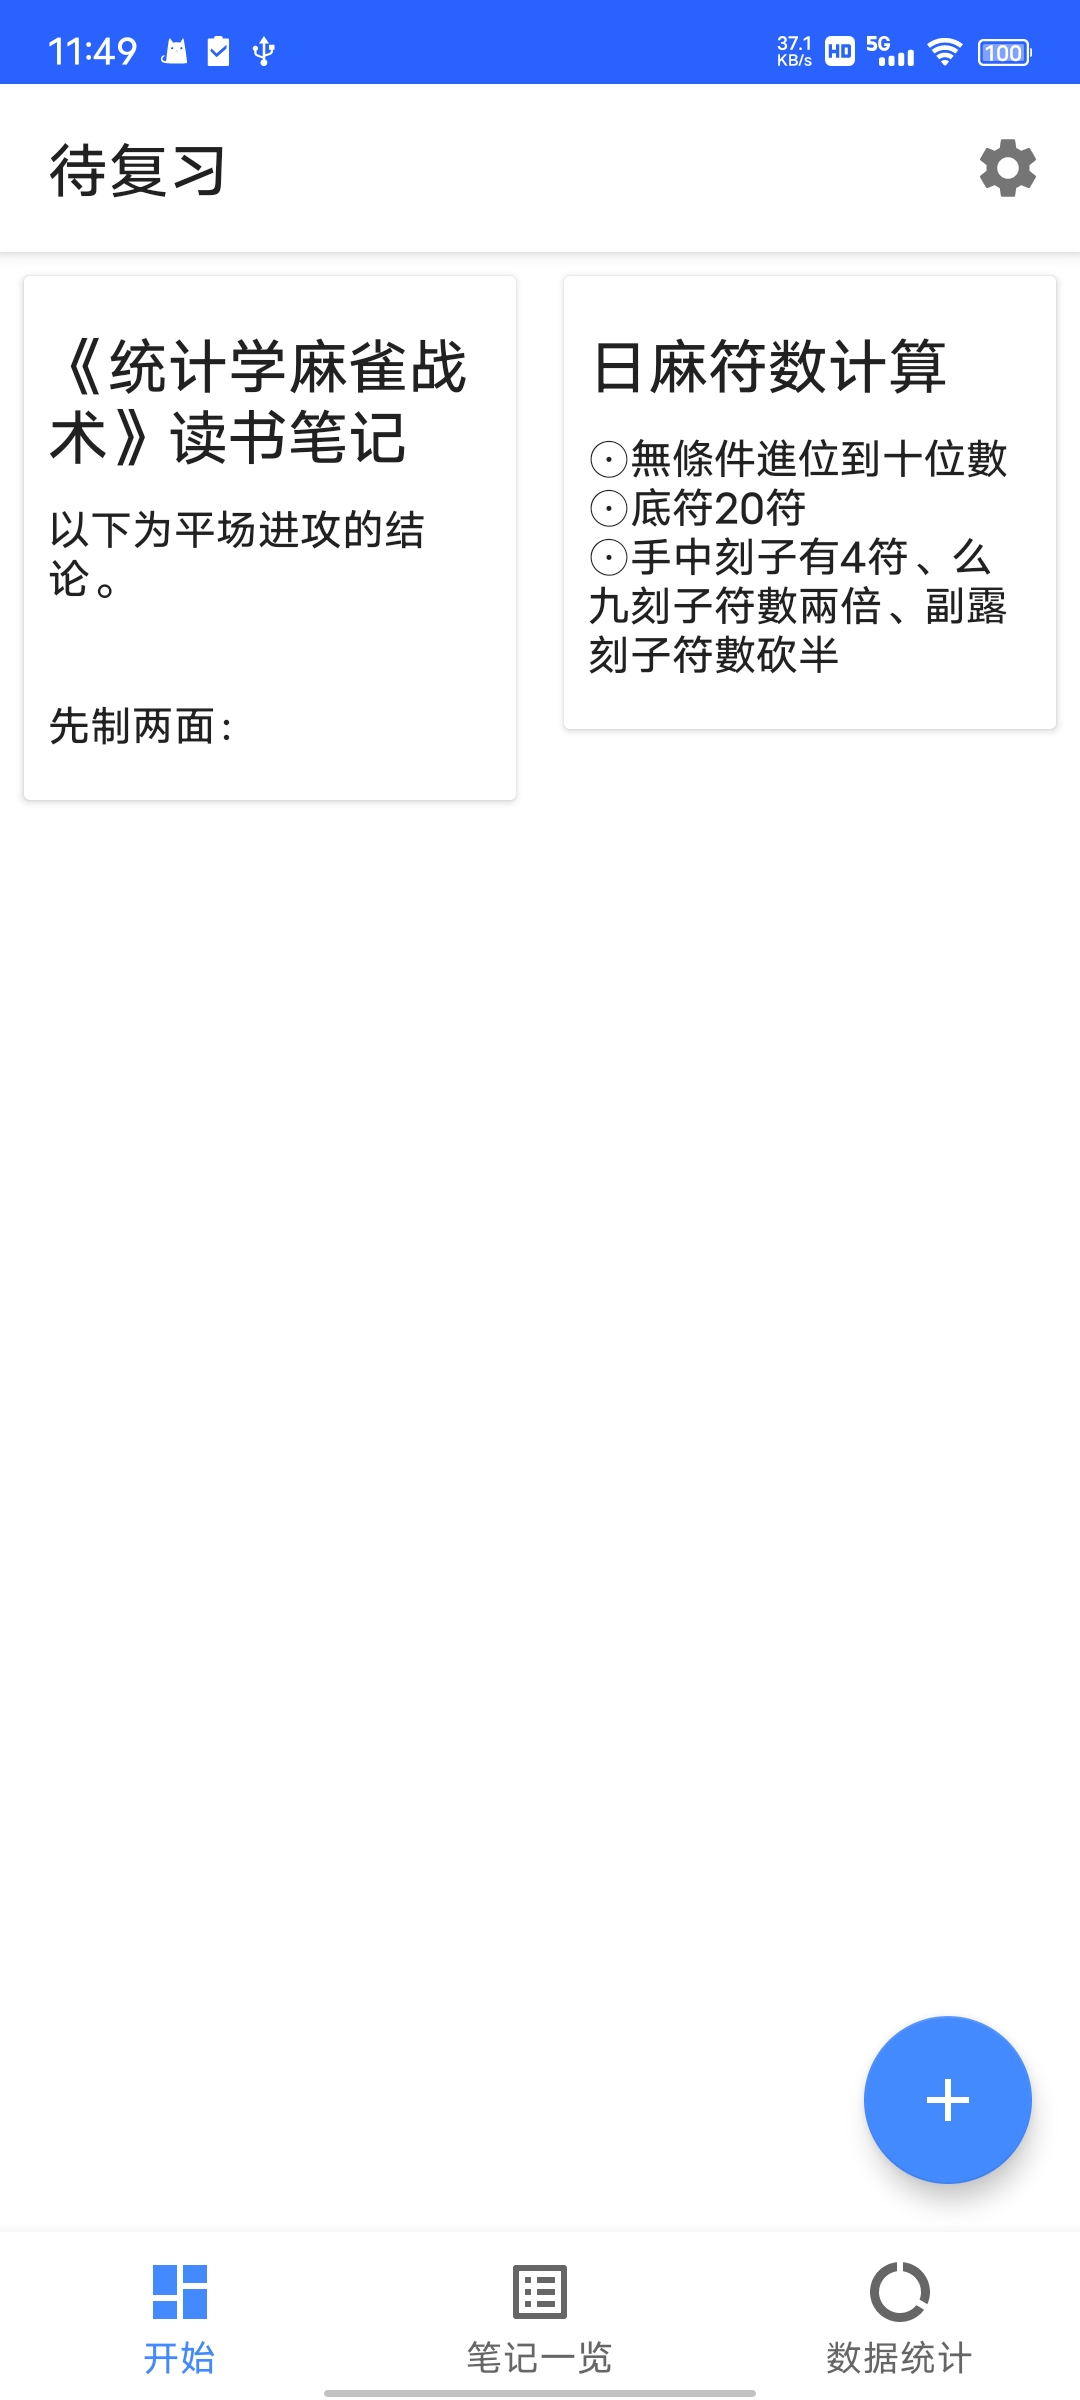 11:49
37.1
KB/s
HD
5G
100
待复习
《统计学麻雀战
术》读书笔记
以下为平场进攻的结
论。
先制两面：
日麻符数计算
⊙無條件進位到十位數
⊙底符20符
⊙手中刻子有4符、么
九刻子符數兩倍、副露
刻子符數砍半
开始
笔记一览
数据统计